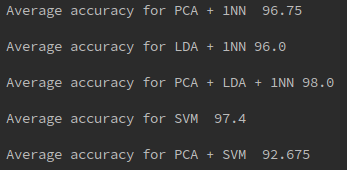 Average accuracy for PCA + 1NN  96.75
Average accuracy for LDA + 1NN 96.0
Average accuracy for PCA + LDA + 1NN 98.0
Average accuracy for SVM  97.4
Average accuracy for PCA + SVM  92.675